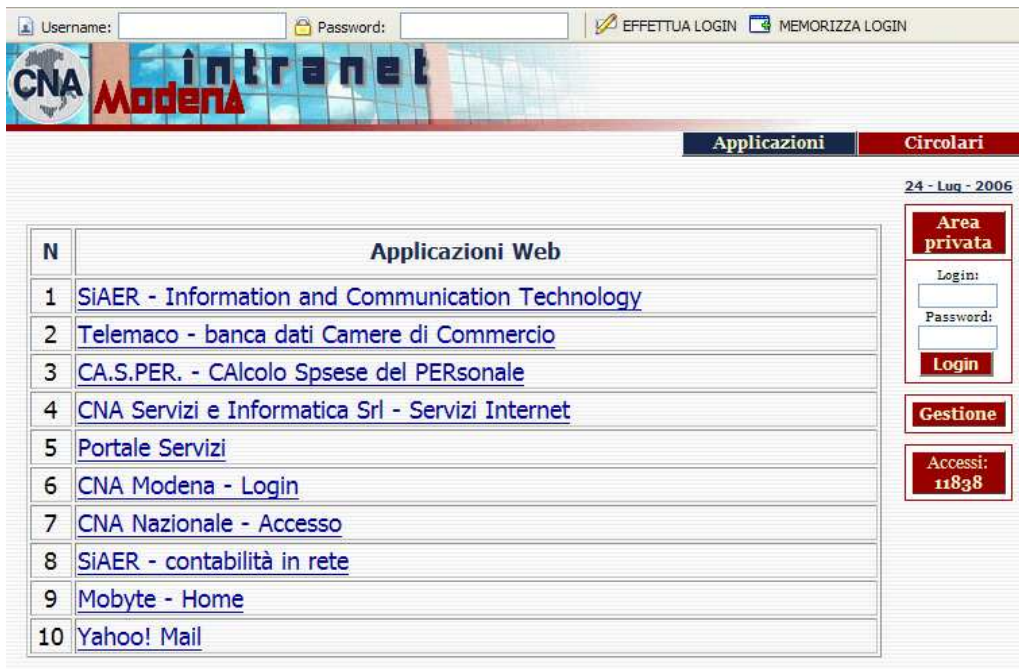 Username: Password: EFFETTUA LOGIN MEMORIZZA LOGIN
CNA Modena intranet
Applicazioni Circolari
24 - Lug - 2006
Area
privata
Login:
Password:
Login
Gestione
Accessi:
11838
N Applicazioni Web
1 SiAER - Information and Communication Technology
2 Telemaco - banca dati Camere di Commercio
3 CA.S.PER. - CAlcolo Spsese del PERsonale
4 CNA Servizi e Informatica Srl - Servizi Internet
5 Portale Servizi
6 CNA Modena - Login
7 CNA Nazionale - Accesso
8 SiAER - contabilità in rete
9 Mobyte - Home
10 Yahoo! Mail